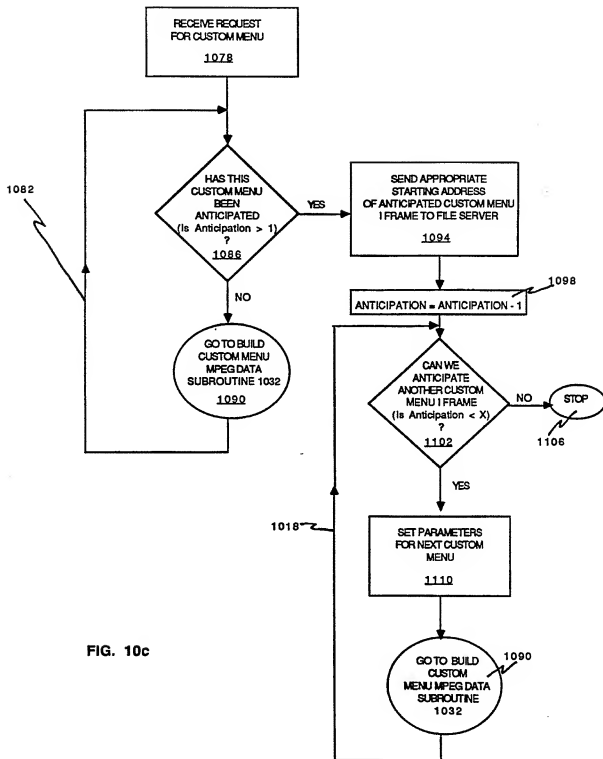 RECEIVE REQUEST
FOR CUSTOM MENU
1078
1082
HAS THIS
CUSTOM MENU
BEEN
ANTICIPATED
(Is Anticipation > 1)
?
1086
YES
SEND APPROPRIATE
STARTING ADDRESS
OF ANTICIPATED CUSTOM MENU
I FRAME TO FILE SERVER
1094
NO
1098
ANTICIPATION = ANTICIPATION - 1
GO TO BUILD
CUSTOM MENU
MPEG DATA
SUBROUTINE 1032
1090
CAN WE
ANTICIPATE
ANOTHER CUSTOM
MENU I FRAME
(Is Anticipation < X)
?
1102
NO
STOP
1106
YES
1018
SET PARAMETERS
FOR NEXT CUSTOM
MENU
1110
FIG. 10c
GO TO BUILD
CUSTOM
MENU MPEG DATA
SUBROUTINE
1032
1090